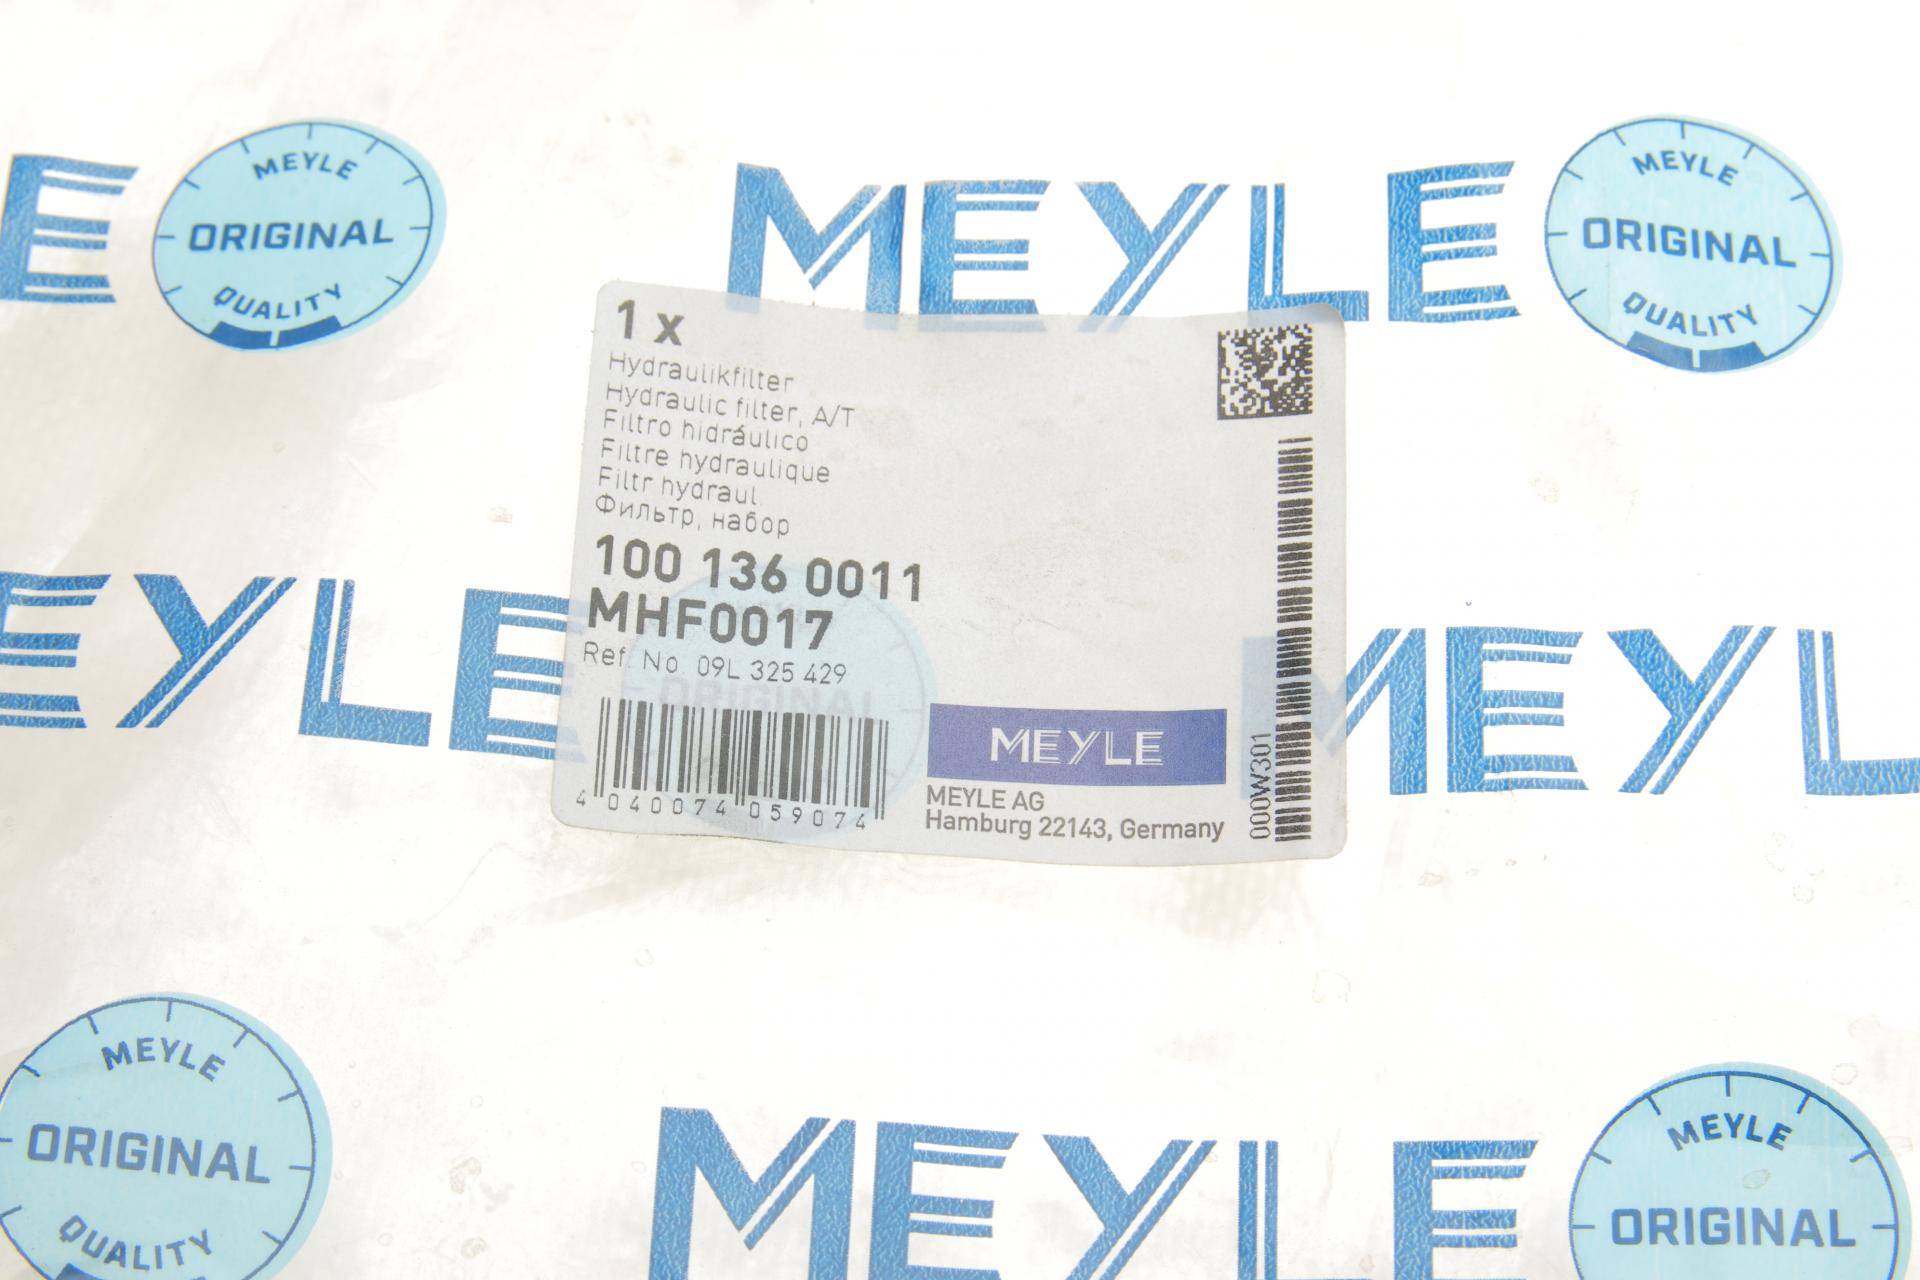 E
MEYLE
ORIGINAL
QUALITY
MEYLE
MEYLE
ORIGINAL
QUALITY
1 x
Hydraulikfilter
Hydraulic filter, A/T
Filtro hidráulico
Filtre hydraulique
Filtr hydraul.
Фильтр, набор
100 136 0011
MHF0017
Ref. No. 09L 325 429
4 040074 059074
MEYLE
MEYLE AG
Hamburg 22143, Germany
000W301
EYLE
ORIGINAL
MEYL
MEYLE
ORIGINAL
QUALITY
MEYLE
MEYLE
ORIGINAL